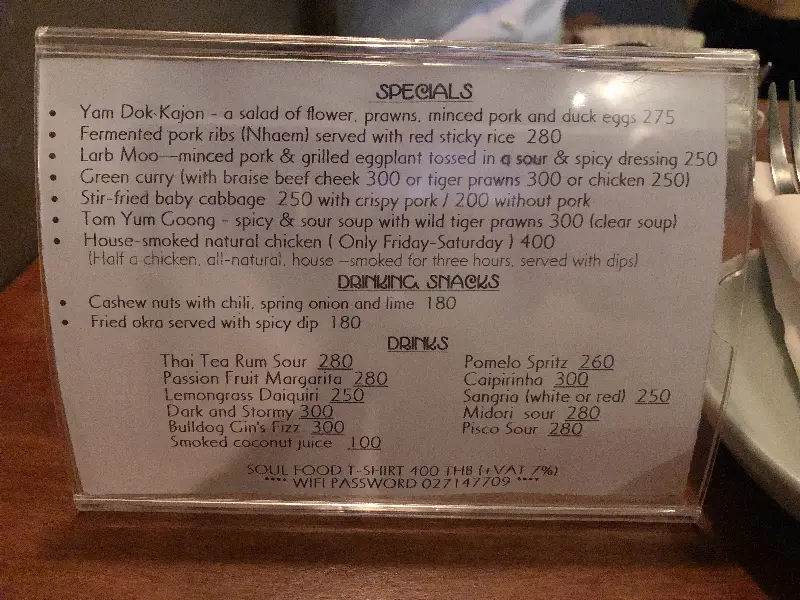 SPECIALS
• Yam Dok-Kajon - a salad of flower, prawns, minced pork and duck eggs 275
• Fermented pork ribs (Nhaem) served with red sticky rice 280
• Larb Moo—minced pork & grilled eggplant tossed in a sour & spicy dressing 250
• Green curry (with braise beef cheek 300 or tiger prawns 300 or chicken 250)
• Stir-fried baby cabbage 250 with crispy pork / 200 without pork
• Tom Yum Goong - spicy & sour soup with wild tiger prawns 300 (clear soup)
• House-smoked natural chicken ( Only Friday-Saturday ) 400
(Half a chicken, all-natural, house –smoked for three hours, served with dips)
DRINKING SNACKS
• Cashew nuts with chili, spring onion and lime 180
• Fried okra served with spicy dip 180
DRINKS
Thai Tea Rum Sour 280 Pomelo Spritz 260
Passion Fruit Margarita 280 Caipirinha 300
Lemongrass Daiquiri 250 Sangria (white or red) 250
Dark and Stormy 300 Midori sour 280
Bulldog Gin's Fizz 300 Pisco Sour 280
Smoked coconut juice 100
SOUL FOOD T-SHIRT 400 THB (+VAT 7%)
**** WIFI PASSWORD 027147709 ****